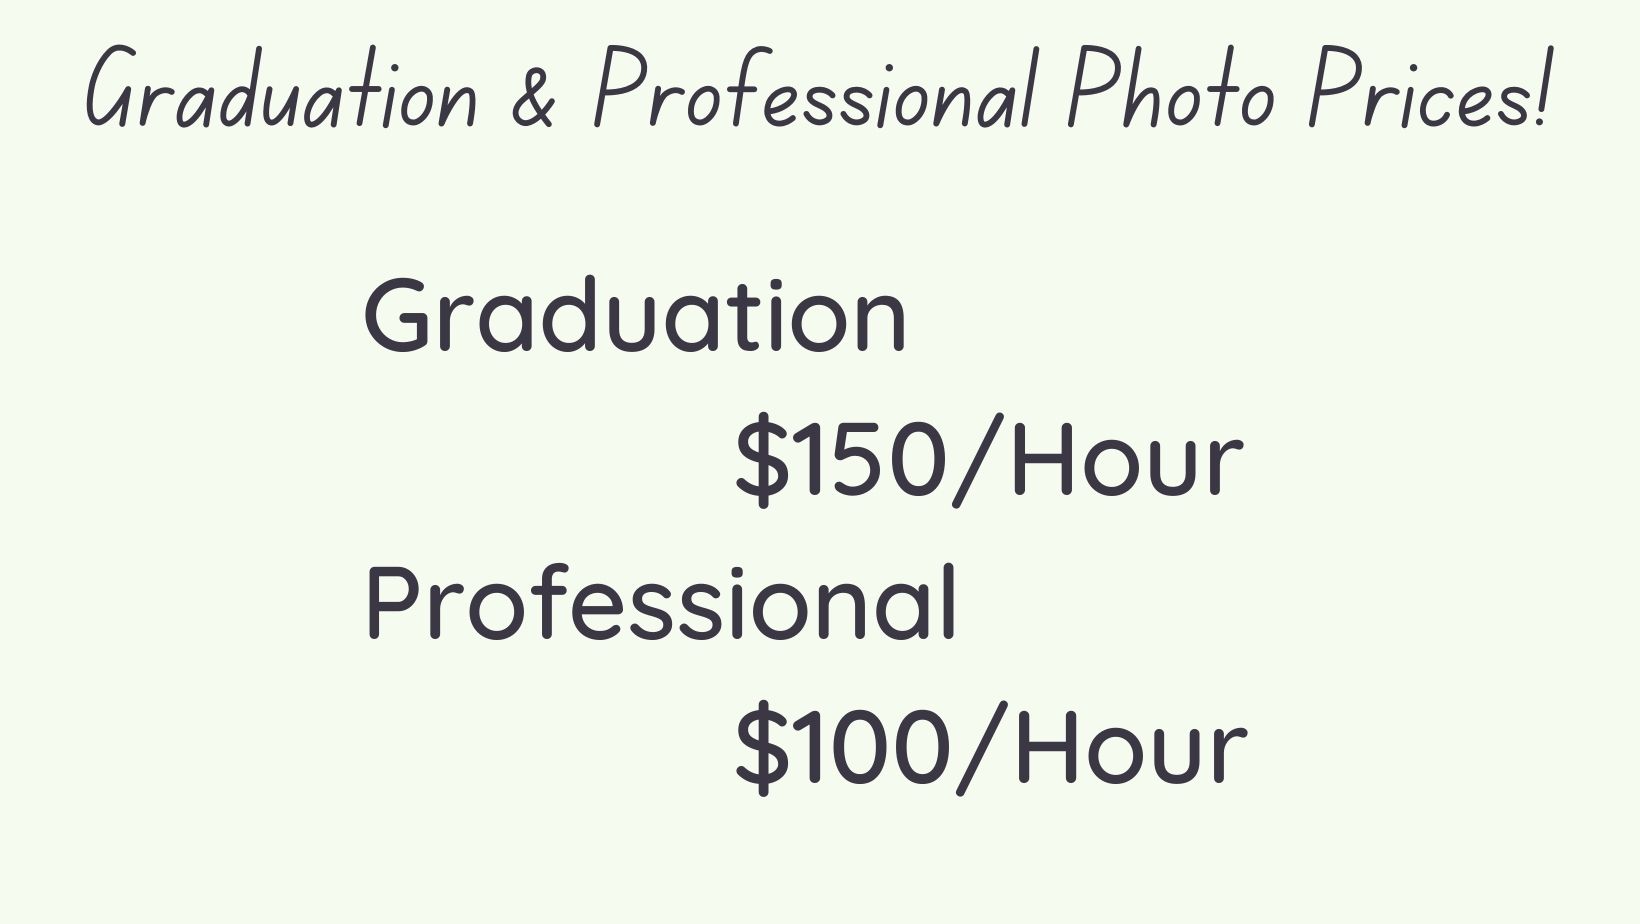 Graduation & Professional Photo Prices!
Graduation
$150/Hour
Professional
$100/Hour